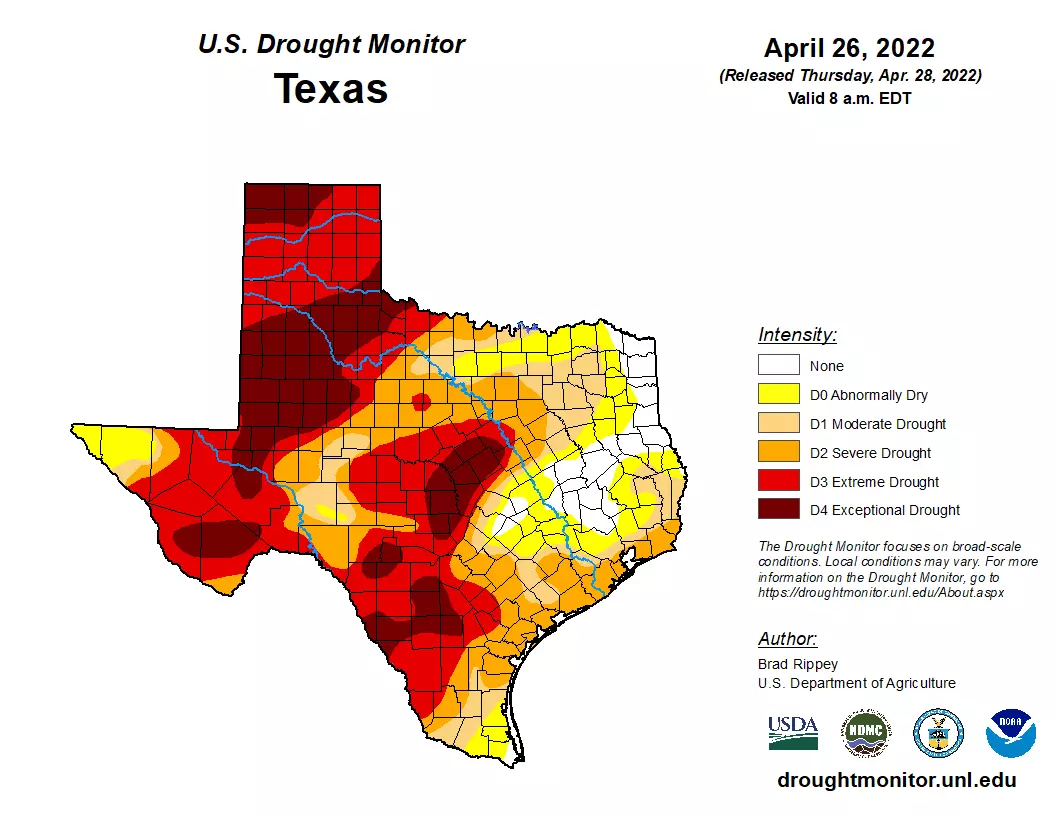 U.S. Drought Monitor
Texas
April 26, 2022
(Released Thursday, Apr. 28, 2022)
Valid 8 a.m. EDT
Intensity:
None
D0 Abnormally Dry
D1 Moderate Drought
D2 Severe Drought
D3 Extreme Drought
D4 Exceptional Drought
The Drought Monitor focuses on broad-scale
conditions. Local conditions may vary. For more
information on the Drought Monitor, go to
https://droughtmonitor.unl.edu/About.aspx
Author:
Brad Rippey
U.S. Department of Agriculture
USDA
NDMC
NOAA
droughtmonitor.unl.edu